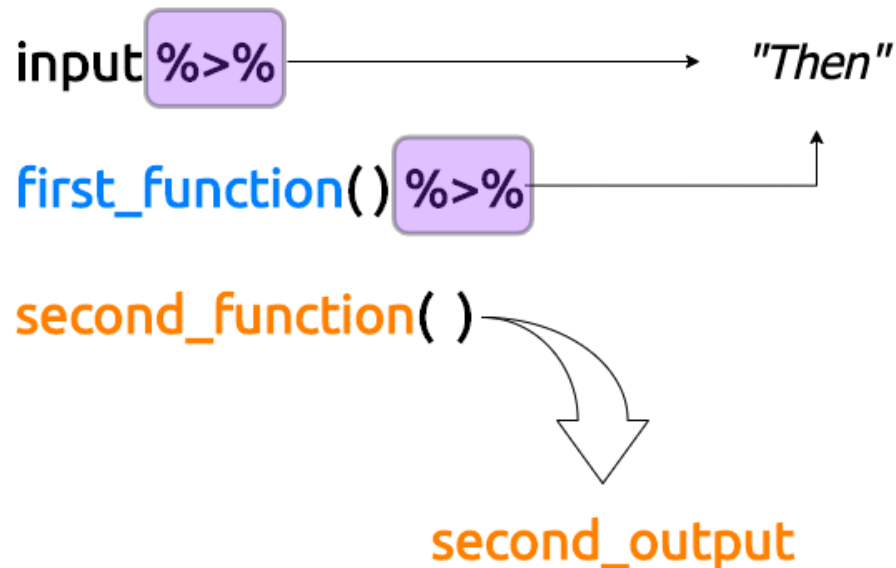 input %>% "Then"
first_function() %>%
second_function( )
second_output